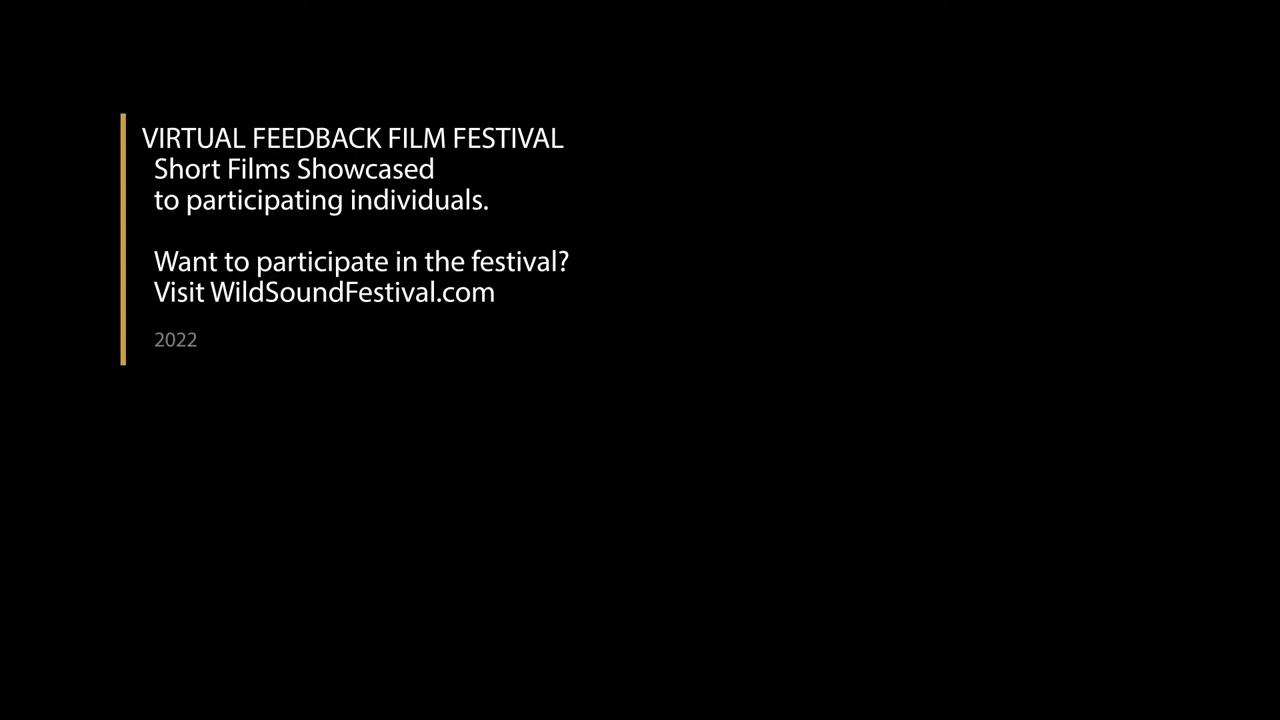 VIRTUAL FEEDBACK FILM FESTIVAL
Short Films Showcased
to participating individuals.
Want to participate in the festival?
Visit WildSoundFestival.com
2022